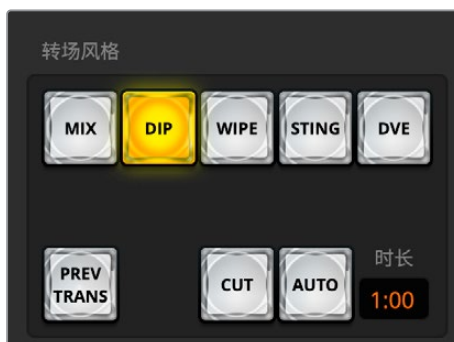 转场风格
MIX DIP WIPE STING DVE
时长
PREV
TRANS CUT AUTO 1:00